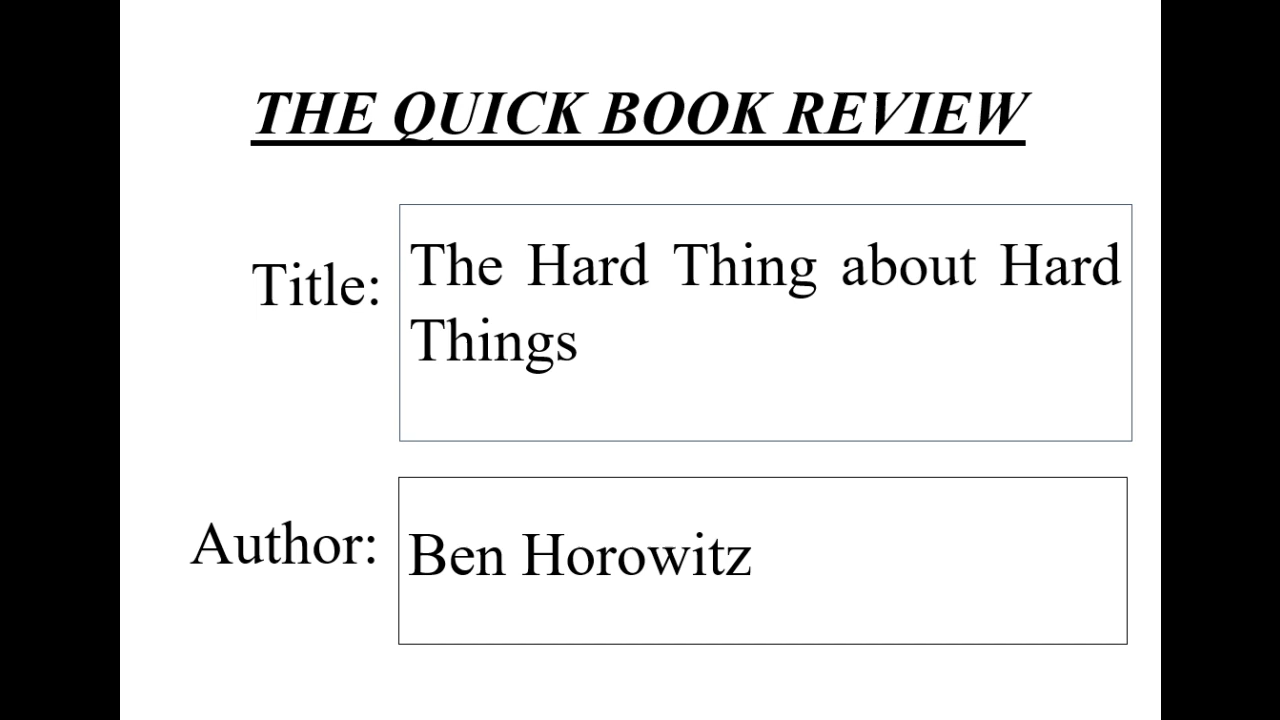 THE QUICK BOOK REVIEW
Title:
The Hard Thing about Hard
Things
Author:
Ben Horowitz